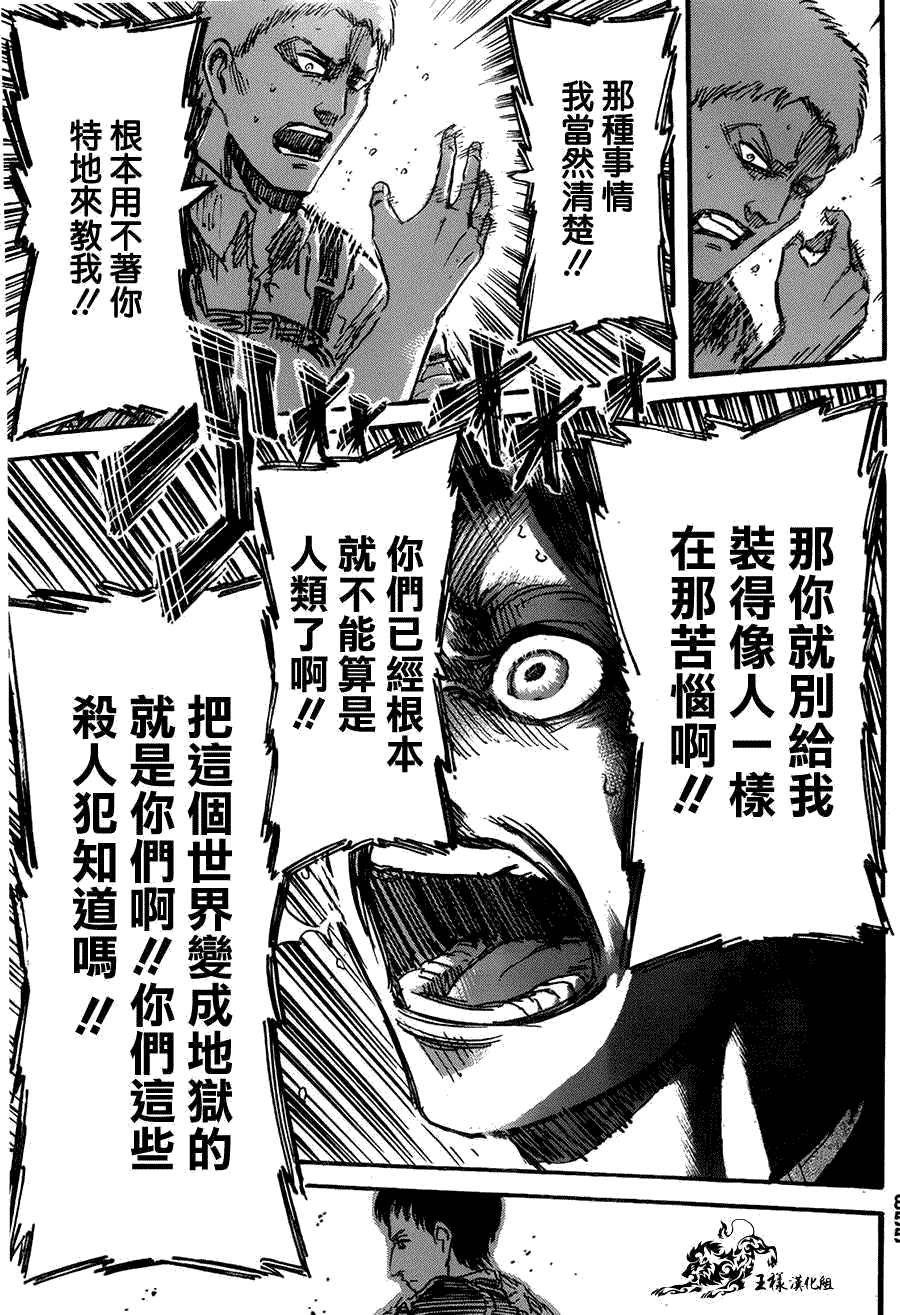 那種事情
我當然清楚!!
根本用不著你
特地來教我!!
那你就別給我
裝得像人一樣
在那苦惱啊!!
你們已經根本
就不能算是
人類了啊!!
把這個世界變成地獄的
就是你們啊!!你們這些
殺人犯知道嗎!!
王樣漢化組